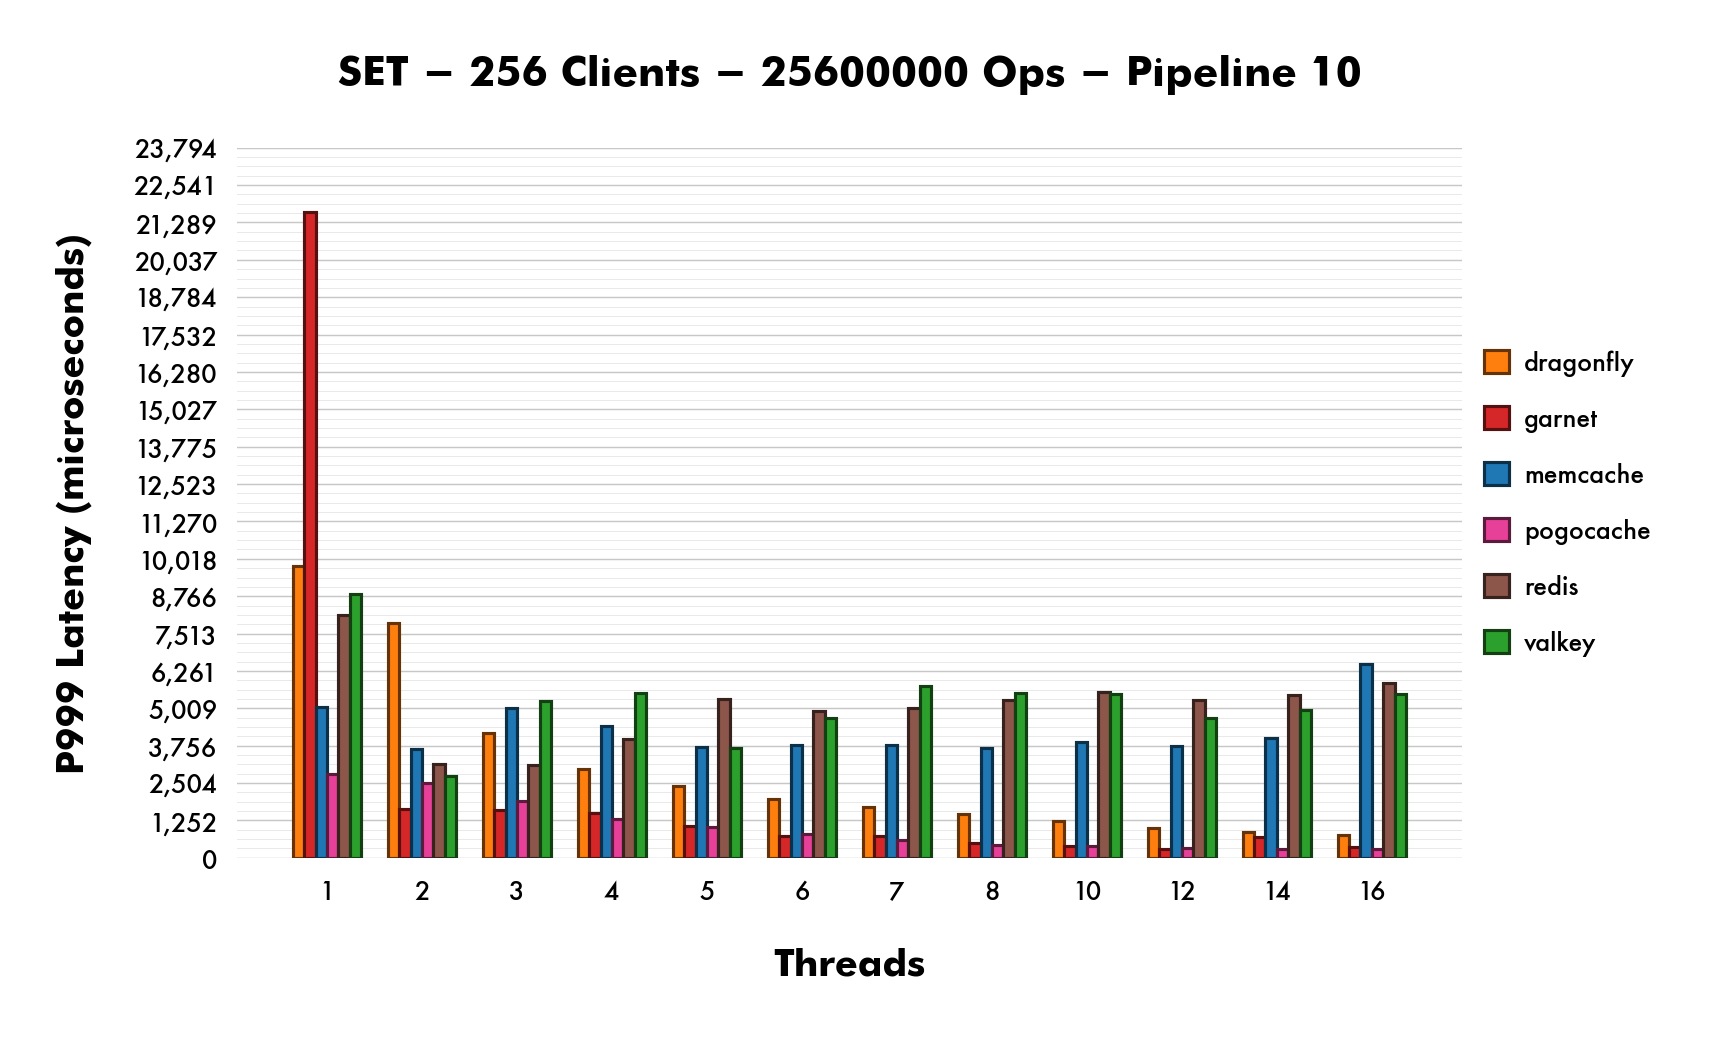 SET – 256 Clients – 25600000 Ops – Pipeline 10
P9999 Latency (microseconds)
23,794
22,541
21,289
20,037
18,784
17,532
16,280
15,027
13,775
12,523
11,270
10,018
8,766
7,513
6,261
5,009
3,756
2,504
1,252
0
1 2 3 4 5 6 7 8 10 12 14 16
Threads
dragonfly
garnet
memcache
pogocache
redis
valkey